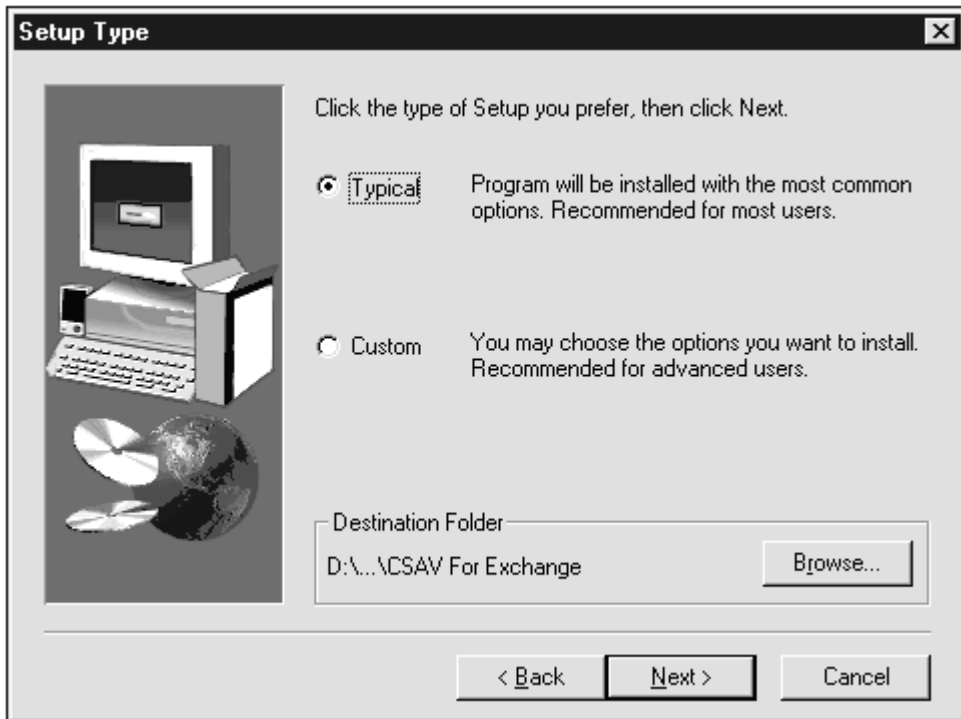 Setup Type
Click the type of Setup you prefer, then click Next.
Typical
Program will be installed with the most common
options. Recommended for most users.
Custom
You may choose the options you want to install.
Recommended for advanced users.
Destination Folder
D:\...\CSAV For Exchange
Browse...
< Back
Next >
Cancel